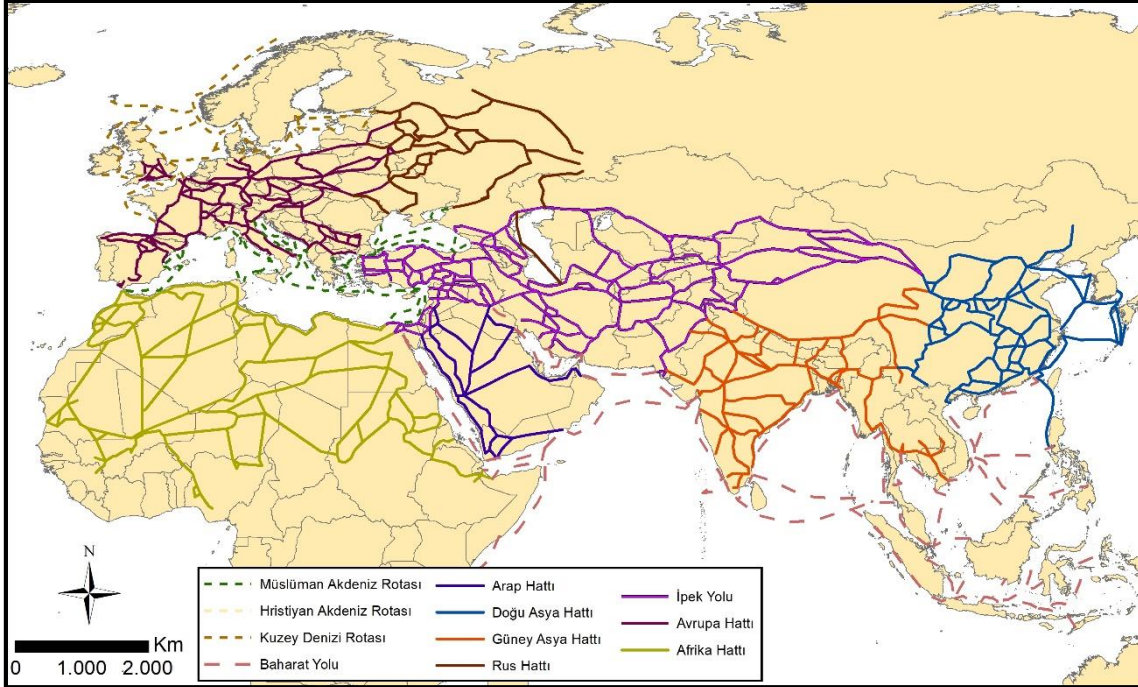 N
Km
0 1.000 2.000
Müslüman Akdeniz Rotası
Hristiyan Akdeniz Rotası
Kuzey Denizi Rotası
Baharat Yolu
Arap Hattı
Doğu Asya Hattı
Güney Asya Hattı
Rus Hattı
İpek Yolu
Avrupa Hattı
Afrika Hattı